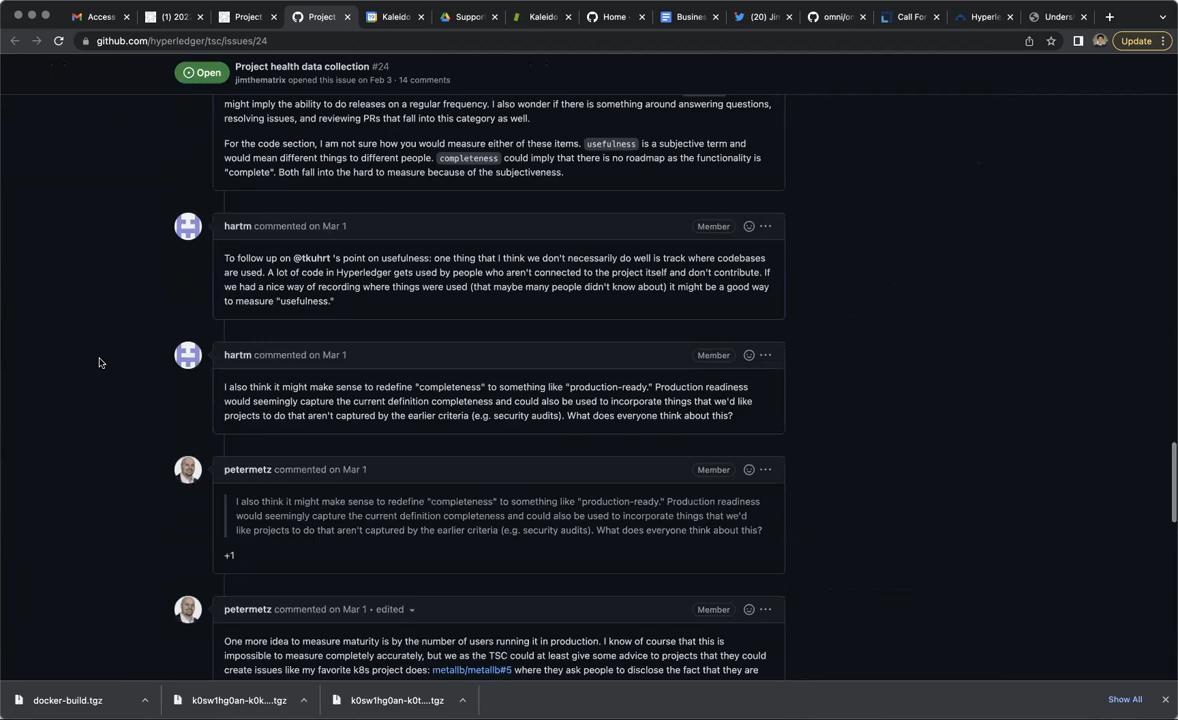 Access
(1) 202
Project
Project
Kaleido
Support
Kaleido
Home ·
Busines
(20) Jin
omni/or
Call For
Hyperle
Unders
github.com/hyperledger/tsc/issues/24
Update
Open
Project health data collection #24
jimthematrix opened this issue on Feb 3 · 14 comments
might imply the ability to do releases on a regular frequency. I also wonder if there is something around answering questions,
resolving issues, and reviewing PRs that fall into this category as well.
For the code section, I am not sure how you would measure either of these items. usefulness is a subjective term and
would mean different things to different people. completeness could imply that there is no roadmap as the functionality is
"complete". Both fall into the hard to measure because of the subjectiveness.
hartm commented on Mar 1
Member
To follow up on @tkuhrt 's point on usefulness: one thing that I think we don't necessarily do well is track where codebases
are used. A lot of code in Hyperledger gets used by people who aren't connected to the project itself and don't contribute. If
we had a nice way of recording where things were used (that maybe many people didn't know about) it might be a good way
to measure "usefulness."
hartm commented on Mar 1
Member
I also think it might make sense to redefine "completeness" to something like "production-ready." Production readiness
would seemingly capture the current definition completeness and could also be used to incorporate things that we'd like
projects to do that aren't captured by the earlier criteria (e.g. security audits). What does everyone think about this?
petermetz commented on Mar 1
Member
I also think it might make sense to redefine "completeness" to something like "production-ready." Production readiness
would seemingly capture the current definition completeness and could also be used to incorporate things that we'd
like projects to do that aren't captured by the earlier criteria (e.g. security audits). What does everyone think about this?
+1
petermetz commented on Mar 1 • edited
Member
One more idea to measure maturity is by the number of users running it in production. I know of course that this is
impossible to measure completely accurately, but we as the TSC could at least give some advice to projects that they could
create issues like my favorite k8s project does: metallb/metallb#5 where they ask people to disclose the fact that they are
docker-build.tgz
k0sw1hg0an-k0k....tgz
k0sw1hg0an-k0t....tgz
Show All